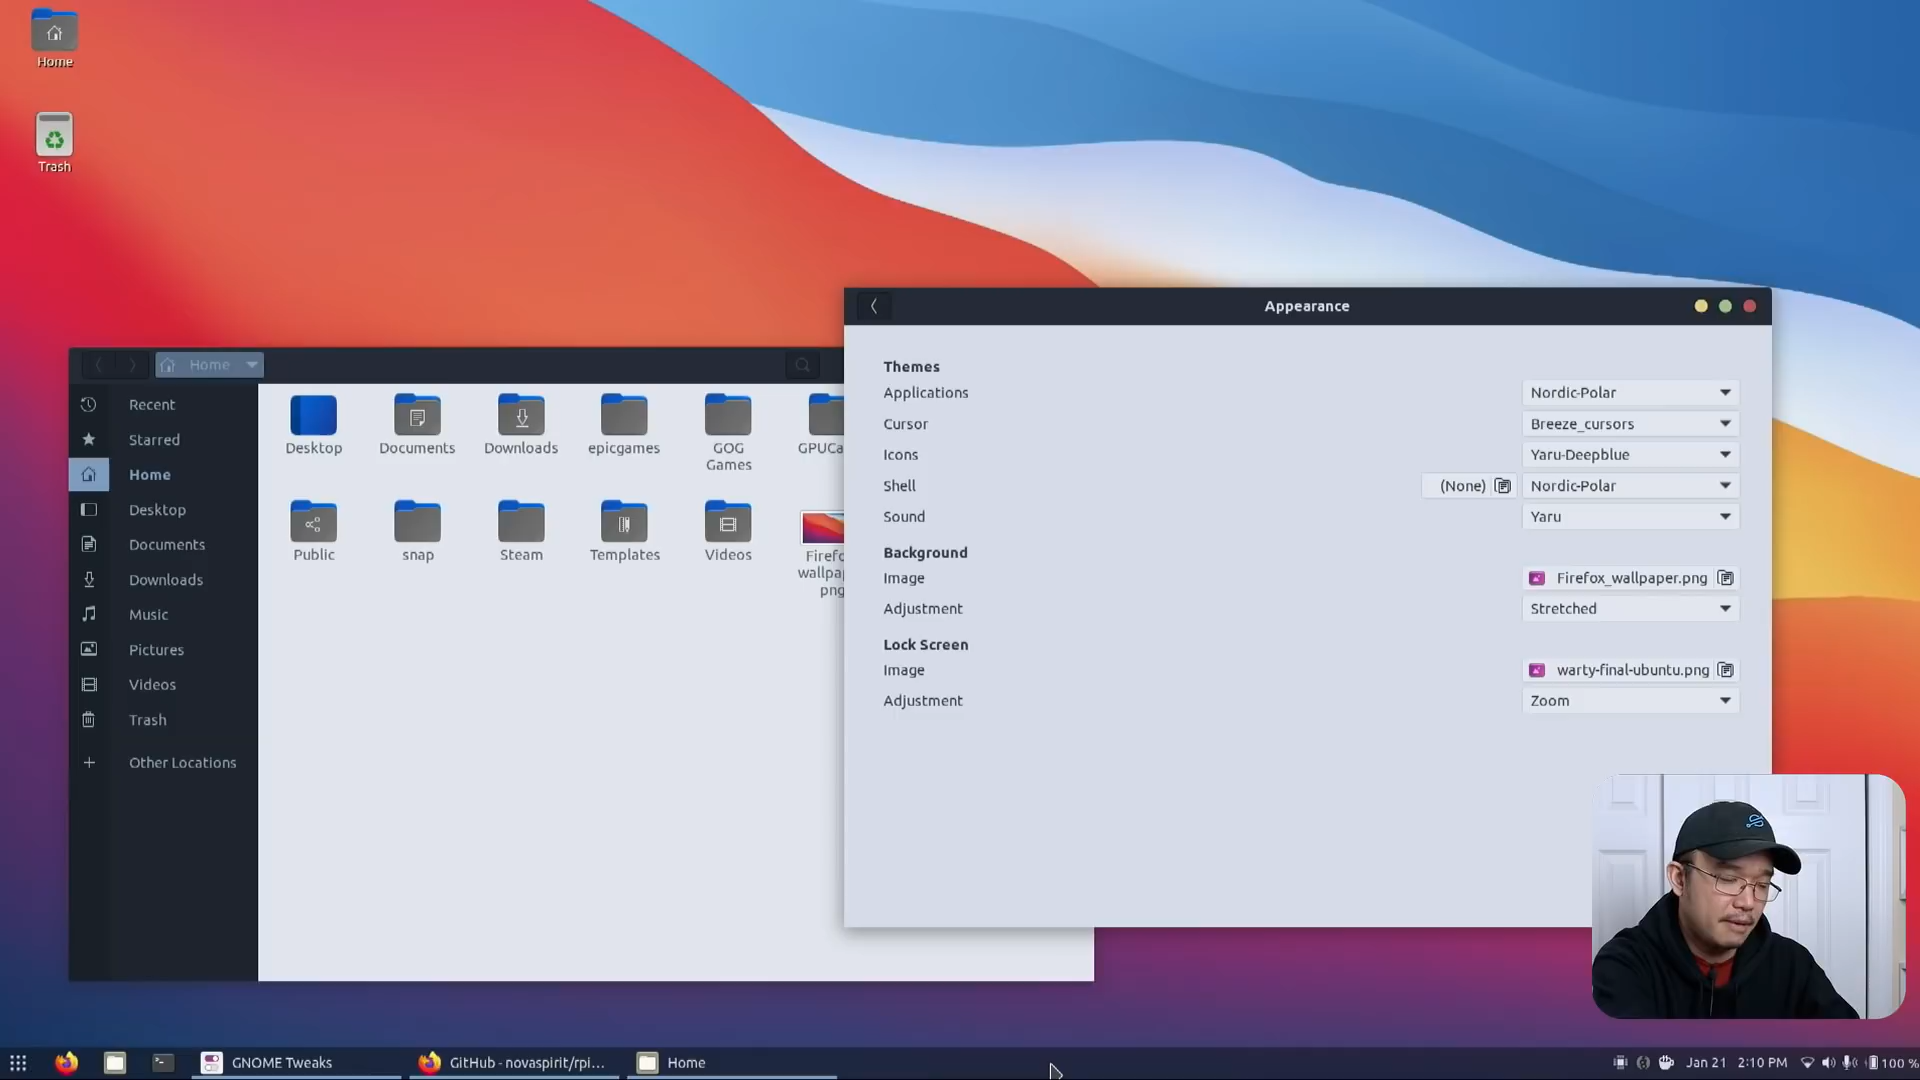 Home
Trash
Appearance
Themes
Applications
Nordic-Polar
Cursor
Breeze_cursors
Icons
Yaru-Deepblue
Shell
(None)
Nordic-Polar
Sound
Yaru
Background
Image
Firefox_wallpaper.png
Adjustment
Stretched
Lock Screen
Image
warty-final-ubuntu.png
Adjustment
Zoom
Home
Recent
Starred
Home
Desktop
Documents
Downloads
Music
Pictures
Videos
Trash
Other Locations
Desktop
Documents
Downloads
epicgames
GOG
Games
GPUCa
Public
snap
Steam
Templates
Videos
Firefo
wallpa
png
GNOME Tweaks
GitHub - novaspirit/rpi...
Home
Jan 21 2:10 PM
100 %